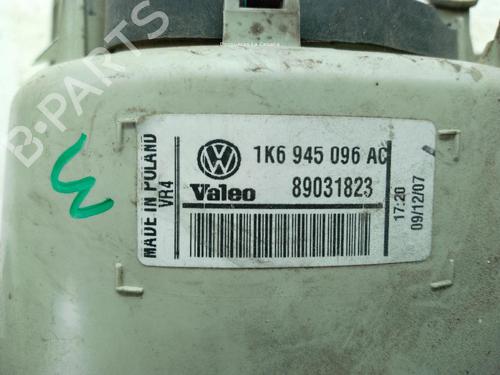 B-PARTS
MADE IN POLAND
VR4
1K6 945 096 AC
Valeo
89031823
17:20
09/12/07